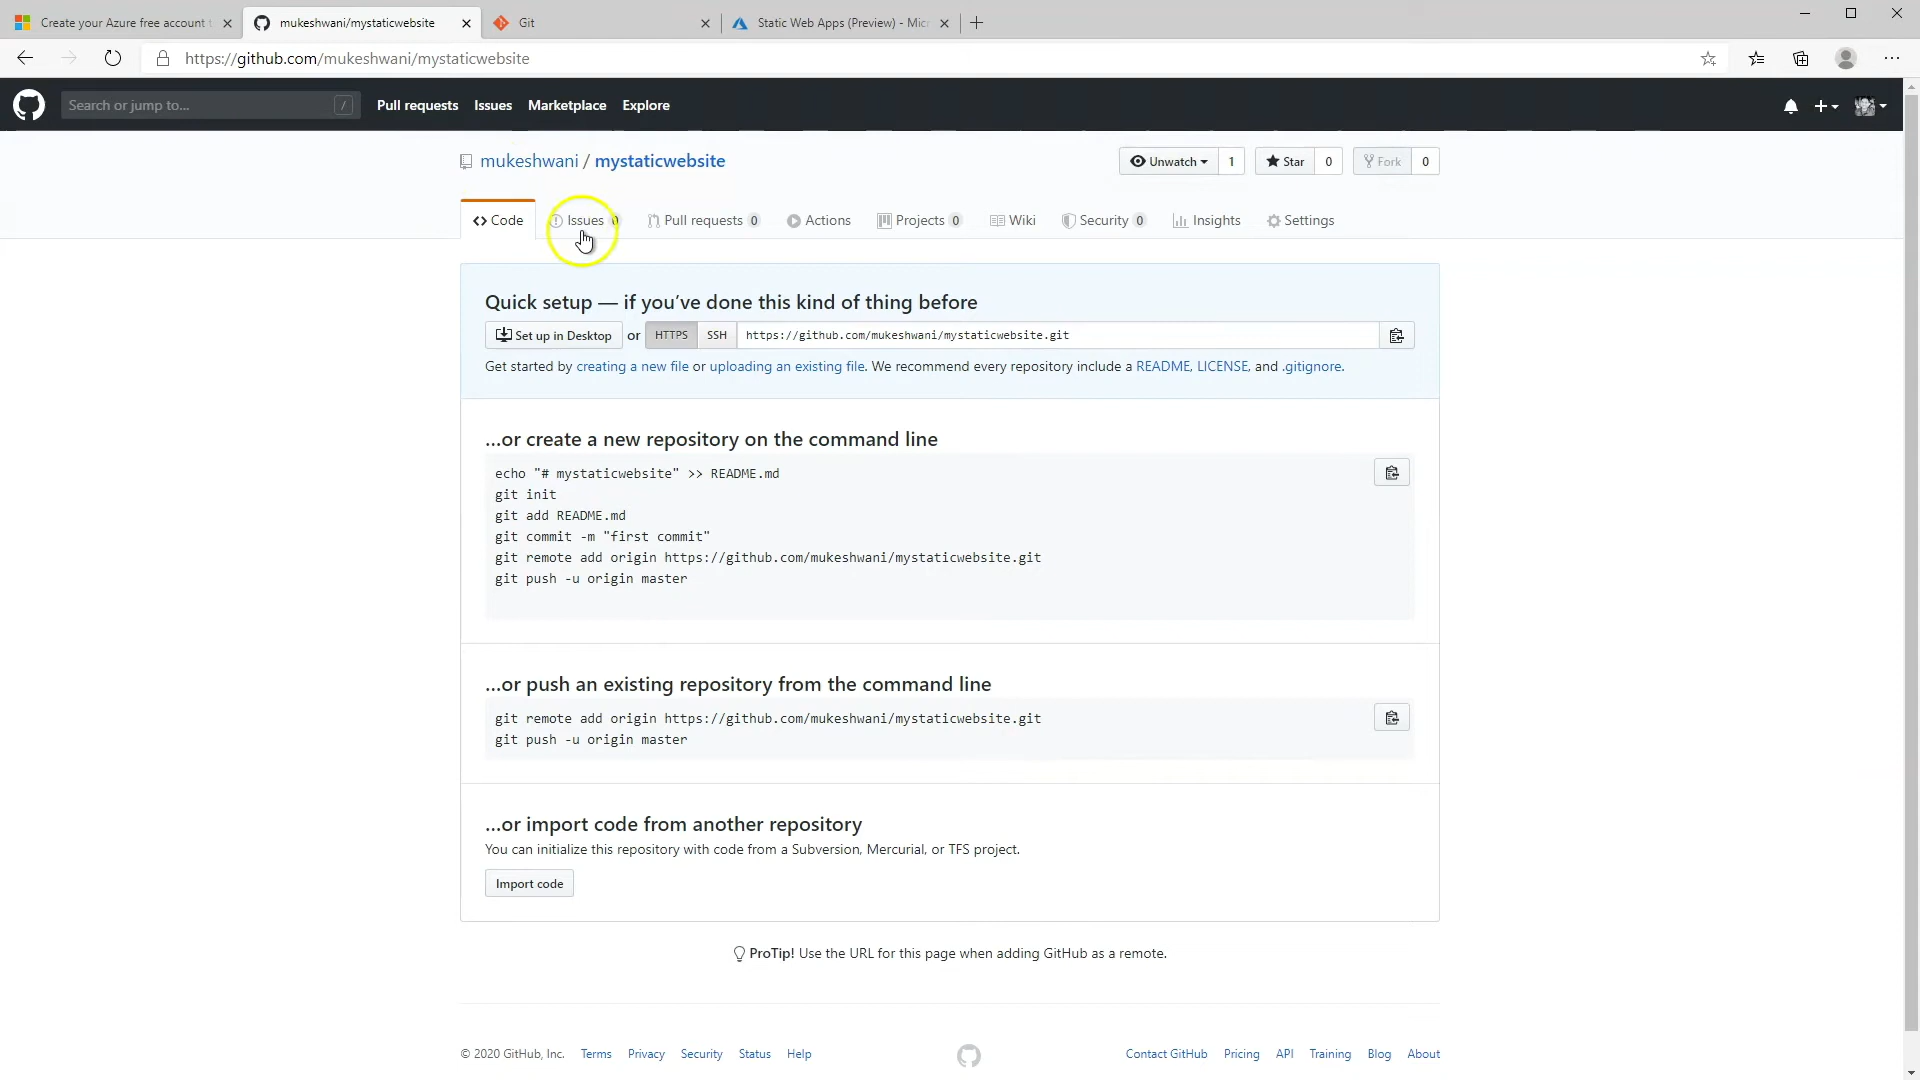 Create your Azure free account t
mukeshwani/mystaticwebsite
Git
Static Web Apps (Preview) - Micr
https://github.com/mukeshwani/mystaticwebsite
Search or jump to... /
Pull requests Issues Marketplace Explore
mukeshwani / mystaticwebsite
Unwatch 1 Star 0 Fork 0
Code Issues 0 Pull requests 0 Actions Projects 0 Wiki Security 0 Insights Settings
Quick setup — if you've done this kind of thing before
Set up in Desktop or HTTPS SSH https://github.com/mukeshwani/mystaticwebsite.git
Get started by creating a new file or uploading an existing file. We recommend every repository include a README, LICENSE, and .gitignore.
…or create a new repository on the command line
echo "# mystaticwebsite" >> README.md
git init
git add README.md
git commit -m "first commit"
git remote add origin https://github.com/mukeshwani/mystaticwebsite.git
git push -u origin master
…or push an existing repository from the command line
git remote add origin https://github.com/mukeshwani/mystaticwebsite.git
git push -u origin master
…or import code from another repository
You can initialize this repository with code from a Subversion, Mercurial, or TFS project.
Import code
ProTip! Use the URL for this page when adding GitHub as a remote.
© 2020 GitHub, Inc. Terms Privacy Security Status Help Contact GitHub Pricing API Training Blog About